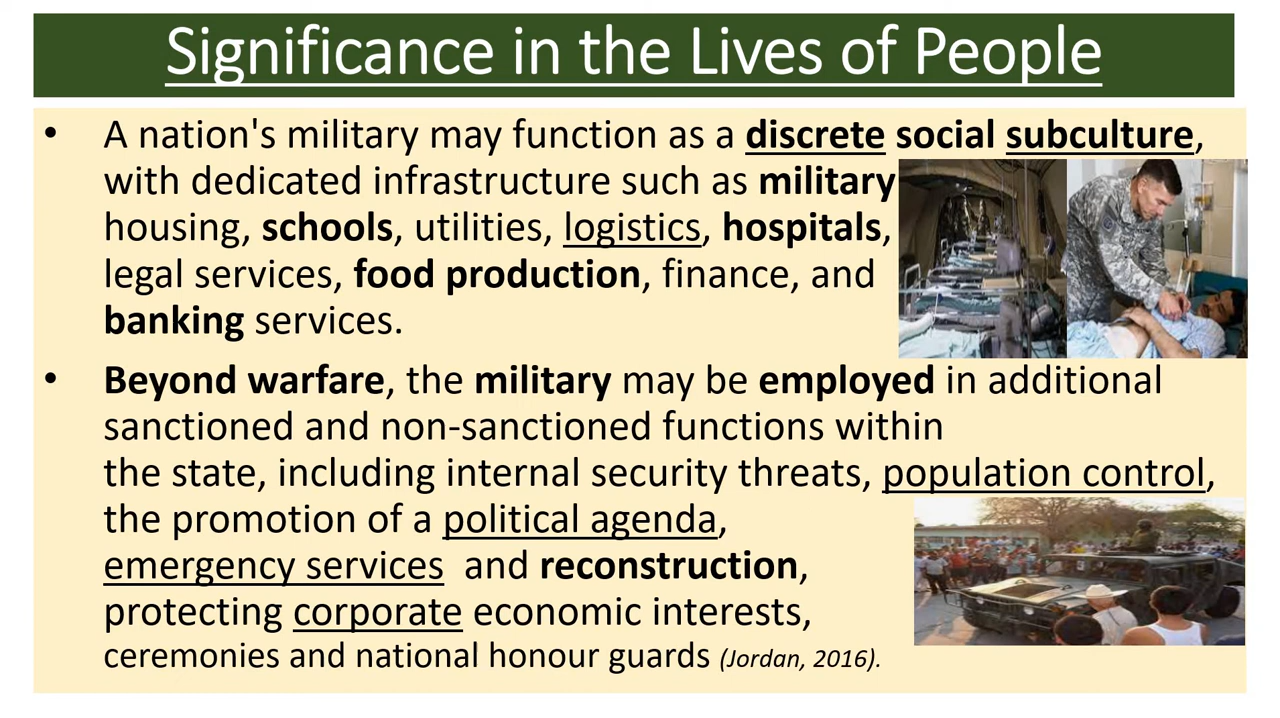 Significance in the Lives of People
• A nation's military may function as a discrete social subculture,
with dedicated infrastructure such as military
housing, schools, utilities, logistics, hospitals,
legal services, food production, finance, and
banking services.
• Beyond warfare, the military may be employed in additional
sanctioned and non-sanctioned functions within
the state, including internal security threats, population control,
the promotion of a political agenda,
emergency services and reconstruction,
protecting corporate economic interests,
ceremonies and national honour guards (Jordan, 2016).